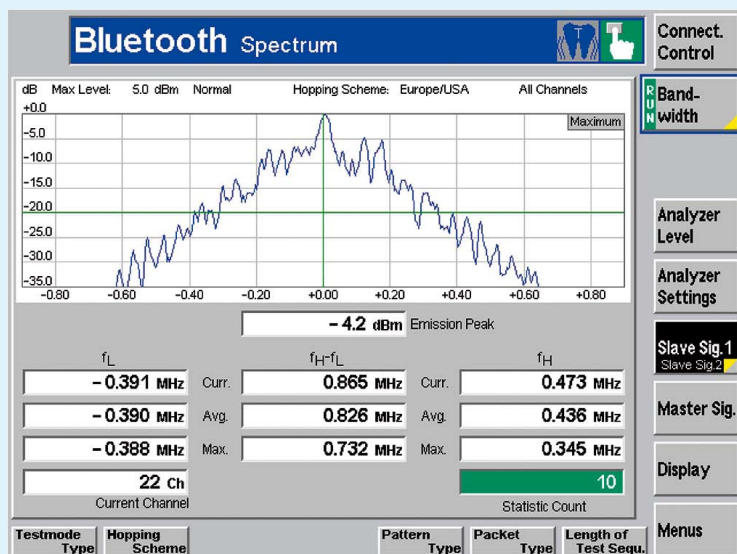 Bluetooth Spectrum
Connect. Control
RUN
Band-width
dB Max Level: 5.0 dBm Normal Hopping Scheme: Europe/USA All Channels
+0.0
Maximum
-5.0
-10.0
-15.0
-20.0
-25.0
-30.0
-35.0
-0.80 -0.60 -0.40 -0.20 +0.00 +0.20 +0.40 +0.60 +0.80
- 4.2 dBm Emission Peak
fL fH-fL fH
- 0.391 MHz Curr. 0.865 MHz Curr. 0.473 MHz
- 0.390 MHz Avg. 0.826 MHz Avg. 0.436 MHz
- 0.388 MHz Max. 0.732 MHz Max. 0.345 MHz
22 Ch 10
Current Channel Statistic Count
Analyzer Level
Analyzer Settings
Slave Sig.1
Slave Sig.2
Master Sig.
Display
Menus
Testmode Type
Hopping Scheme
Pattern Type
Packet Type
Length of Test Sequ.